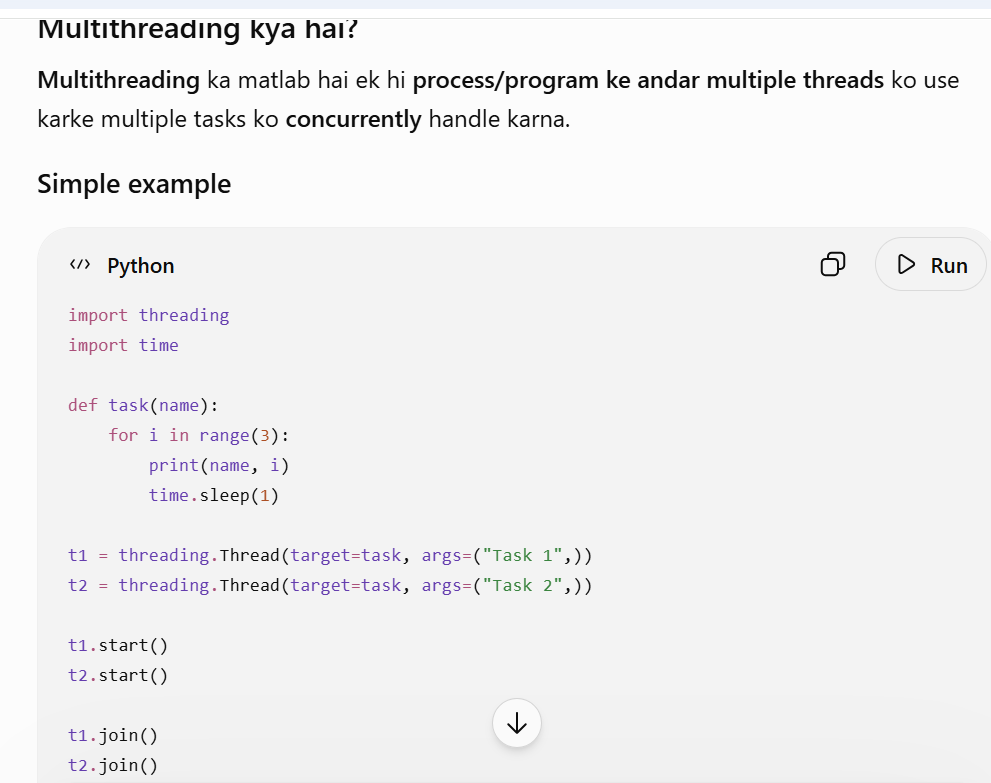 Multithreading kya hai?
Multithreading ka matlab hai ek hi process/program ke andar multiple threads ko use
karke multiple tasks ko concurrently handle karna.
Simple example
Python
Run
import threading
import time
def task(name):
    for i in range(3):
        print(name, i)
        time.sleep(1)
t1 = threading.Thread(target=task, args=("Task 1",))
t2 = threading.Thread(target=task, args=("Task 2",))
t1.start()
t2.start()
t1.join()
t2.join()